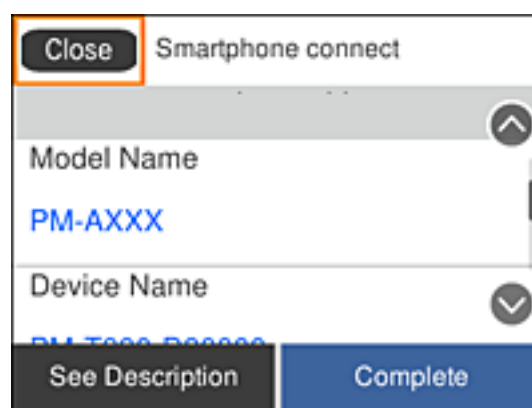 Close
Smartphone connect
Model Name
PM-AXXX
Device Name
See Description
Complete